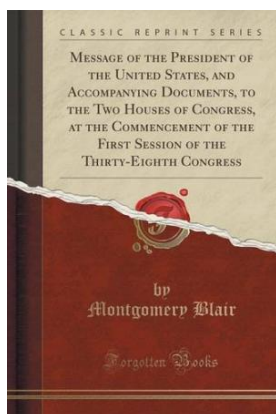 CLASSIC REPRINT SERIES
MESSAGE OF THE PRESIDENT OF
THE UNITED STATES, AND
ACCOMPANYING DOCUMENTS, TO
THE TWO HOUSES OF CONGRESS,
AT THE COMMENCEMENT OF THE
FIRST SESSION OF THE
THIRTY-EIGHTH CONGRESS
by
Montgomery Blair
Forgotten Books